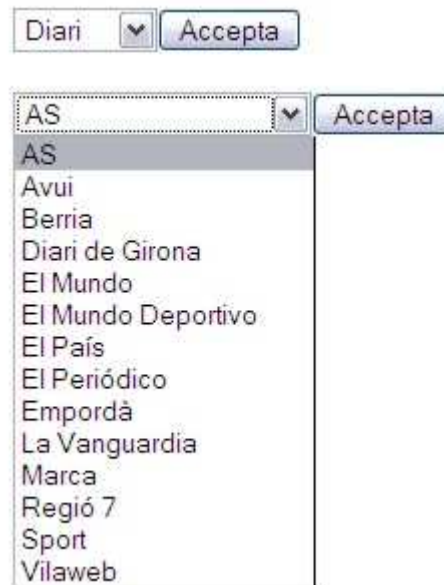 Diari Accepta
AS Accepta
AS
Avui
Berria
Diari de Girona
El Mundo
El Mundo Deportivo
El País
El Periódico
Empordà
La Vanguardia
Marca
Regió 7
Sport
Vilaweb